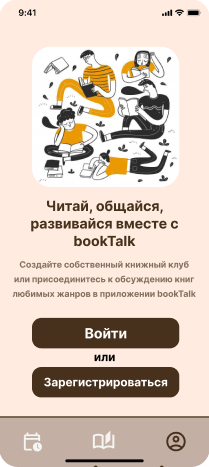 9:41
Читай, общайся,
развивайся вместе с
bookTalk
Создайте собственный книжный клуб
или присоединитесь к обсуждению книг
любимых жанров в приложении bookTalk
Войти
или
Зарегистрироваться